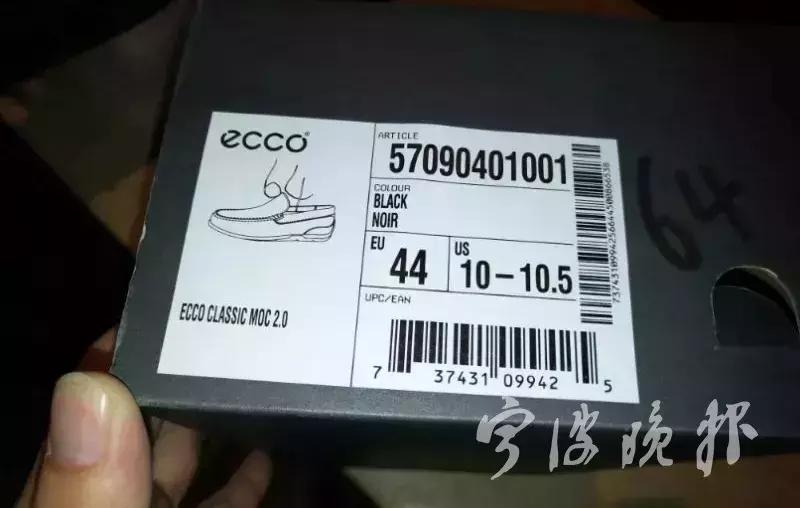 ecco
ARTICLE
57090401001
COLOUR
BLACK
NOIR
EU
44
US
10-10.5
UPC/EAN
7 37431 09942 5
ECCO CLASSIC MOC 2.0
64
64
宁波晚报